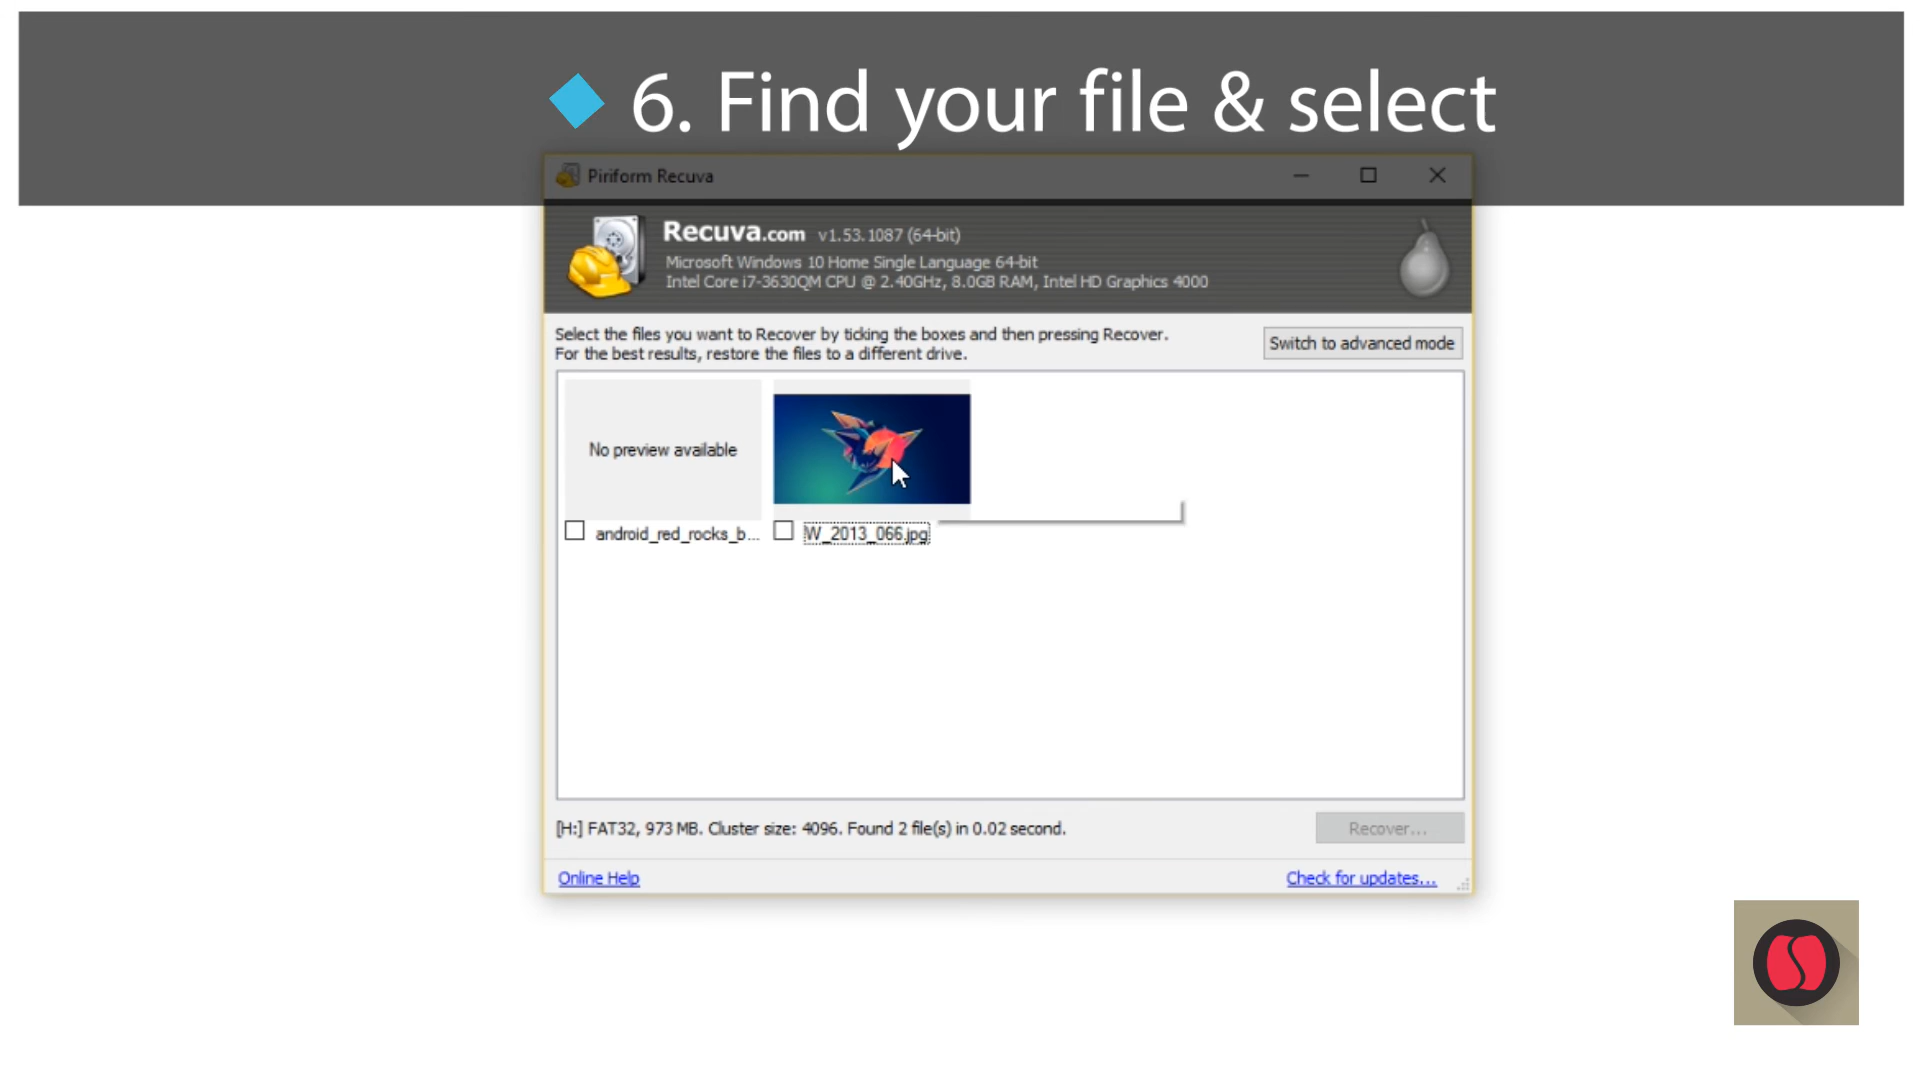 6. Find your file & select
Piriform Recuva
Recuva.com v1.53.1087 (64-bit)
Microsoft Windows 10 Home Single Language 64-bit
Intel Core i7-3630QM CPU @ 2.40GHz, 8.0GB RAM, Intel HD Graphics 4000
Select the files you want to Recover by ticking the boxes and then pressing Recover.
For the best results, restore the files to a different drive.
Switch to advanced mode
No preview available
android_red_rocks_b...
W_2013_066.jpg
[H:] FAT32, 973 MB. Cluster size: 4096. Found 2 file(s) in 0.02 second.
Recover...
Online Help
Check for updates...